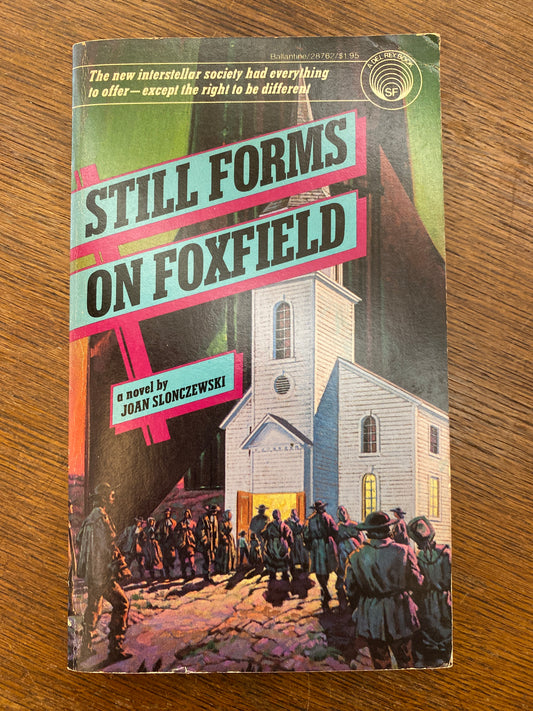 Ballantine/28762/$1.95
A DEL REY BOOK
SF
The new interstellar society had everything
to offer—except the right to be different
STILL FORMS
ON FOXFIELD
a novel by
JOAN SLONCZEWSKI